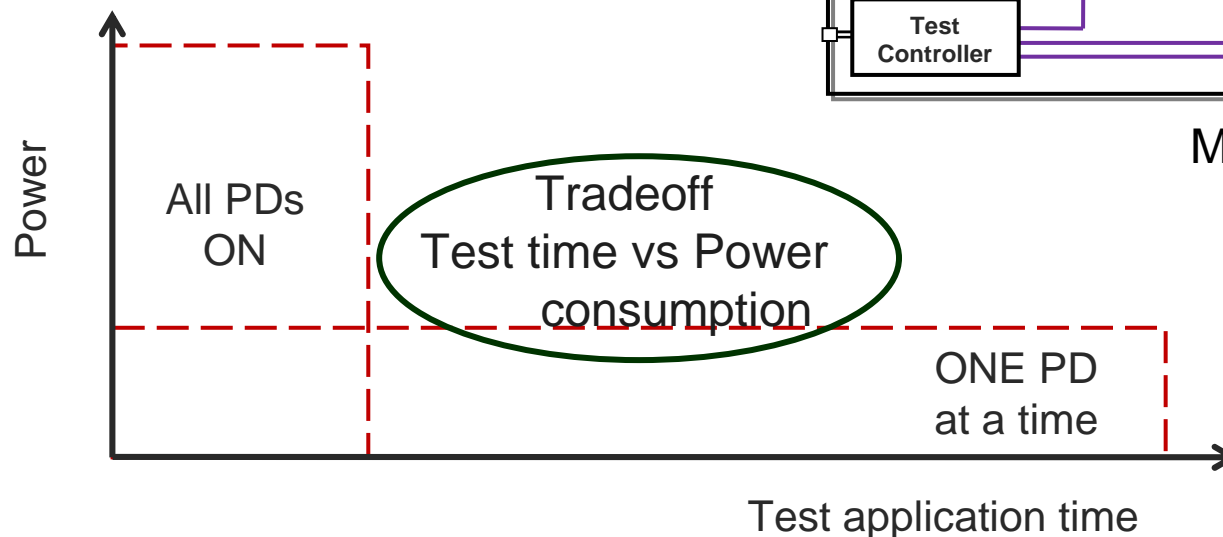 Test
Controller
M
Power
All PDs
ON
Tradeoff
Test time vs Power
consumption
ONE PD
at a time
Test application time